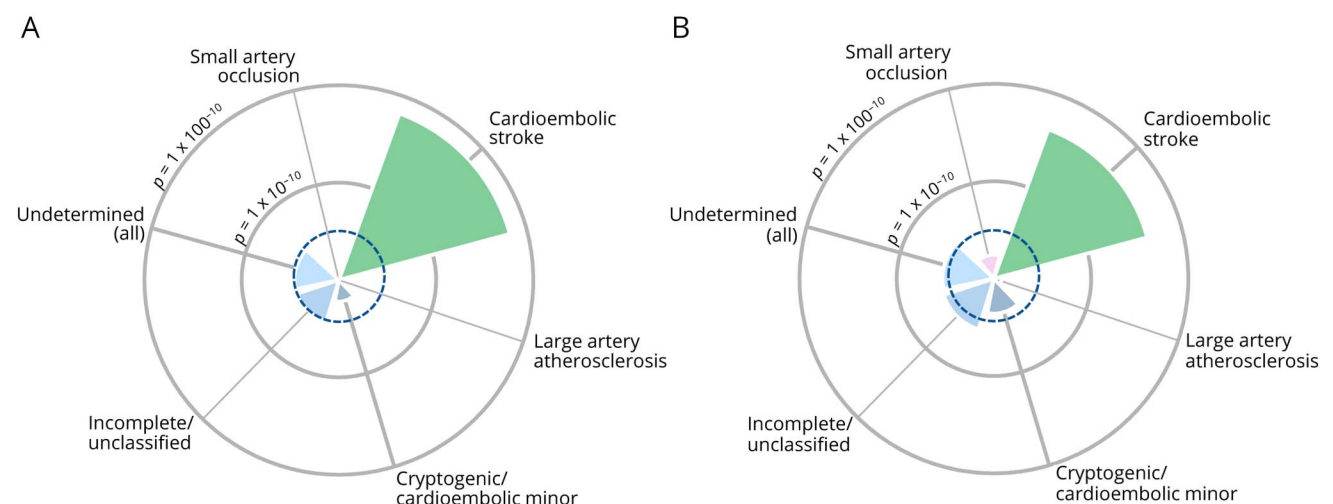 A
Small artery
occlusion
Cardioembolic
stroke
p = 1 x 100⁻¹⁰
p = 1 x 10⁻¹⁰
Undetermined
(all)
Large artery
atherosclerosis
Incomplete/
unclassified
Cryptogenic/
cardioembolic minor
B
Small artery
occlusion
Cardioembolic
stroke
p = 1 x 100⁻¹⁰
p = 1 x 10⁻¹⁰
Undetermined
(all)
Large artery
atherosclerosis
Incomplete/
unclassified
Cryptogenic/
cardioembolic minor